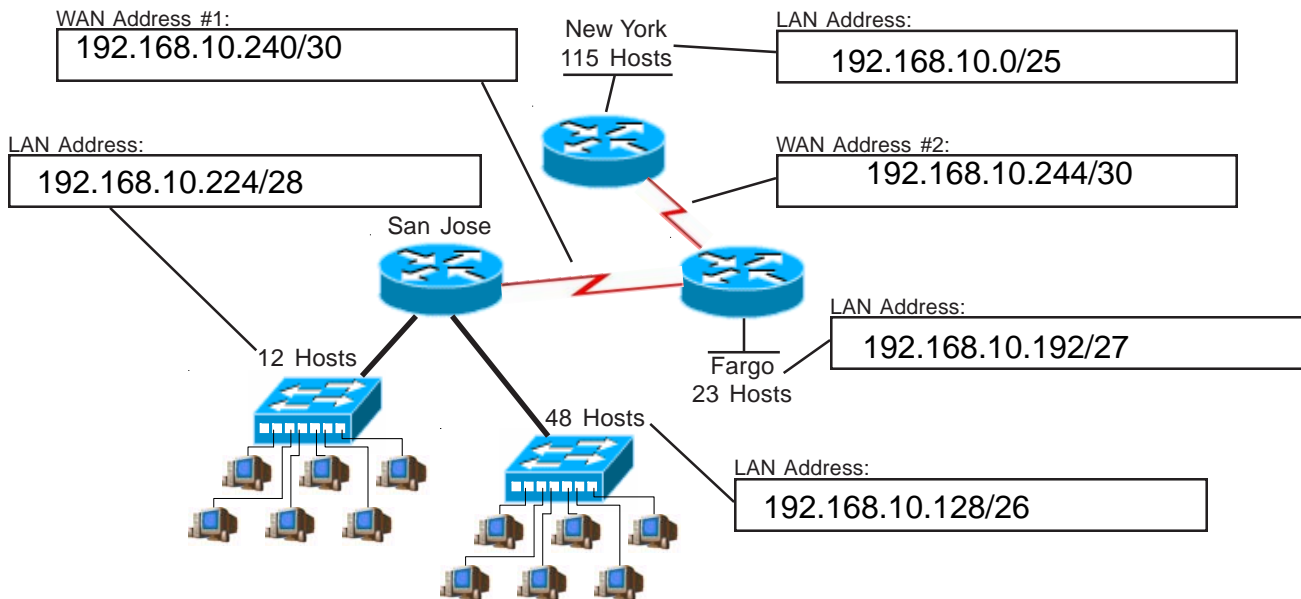 WAN Address #1:
192.168.10.240/30
New York
115 Hosts
LAN Address:
192.168.10.0/25
LAN Address:
192.168.10.224/28
WAN Address #2:
192.168.10.244/30
San Jose
LAN Address:
192.168.10.192/27
12 Hosts
Fargo
23 Hosts
48 Hosts
LAN Address:
192.168.10.128/26